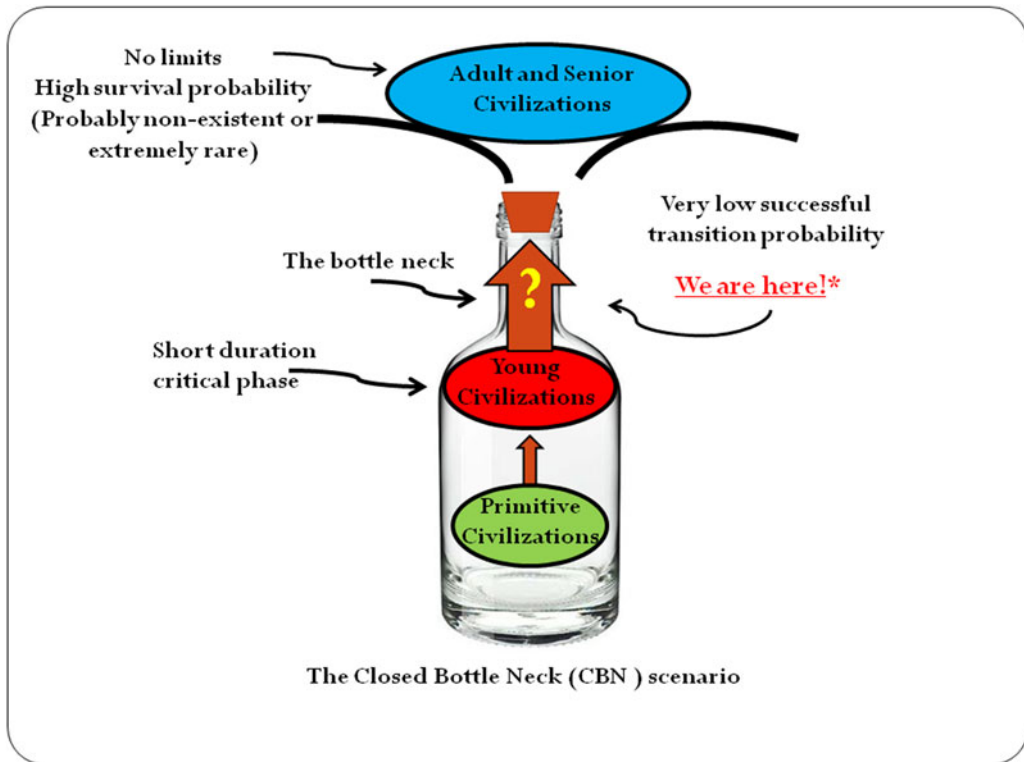 No limits
High survival probability
(Probably non-existent or
extremely rare)
Adult and Senior
Civilizations
Very low successful
transition probability
We are here!*
The bottle neck
?
Short duration
critical phase
Young
Civilizations
Primitive
Civilizations
The Closed Bottle Neck (CBN ) scenario